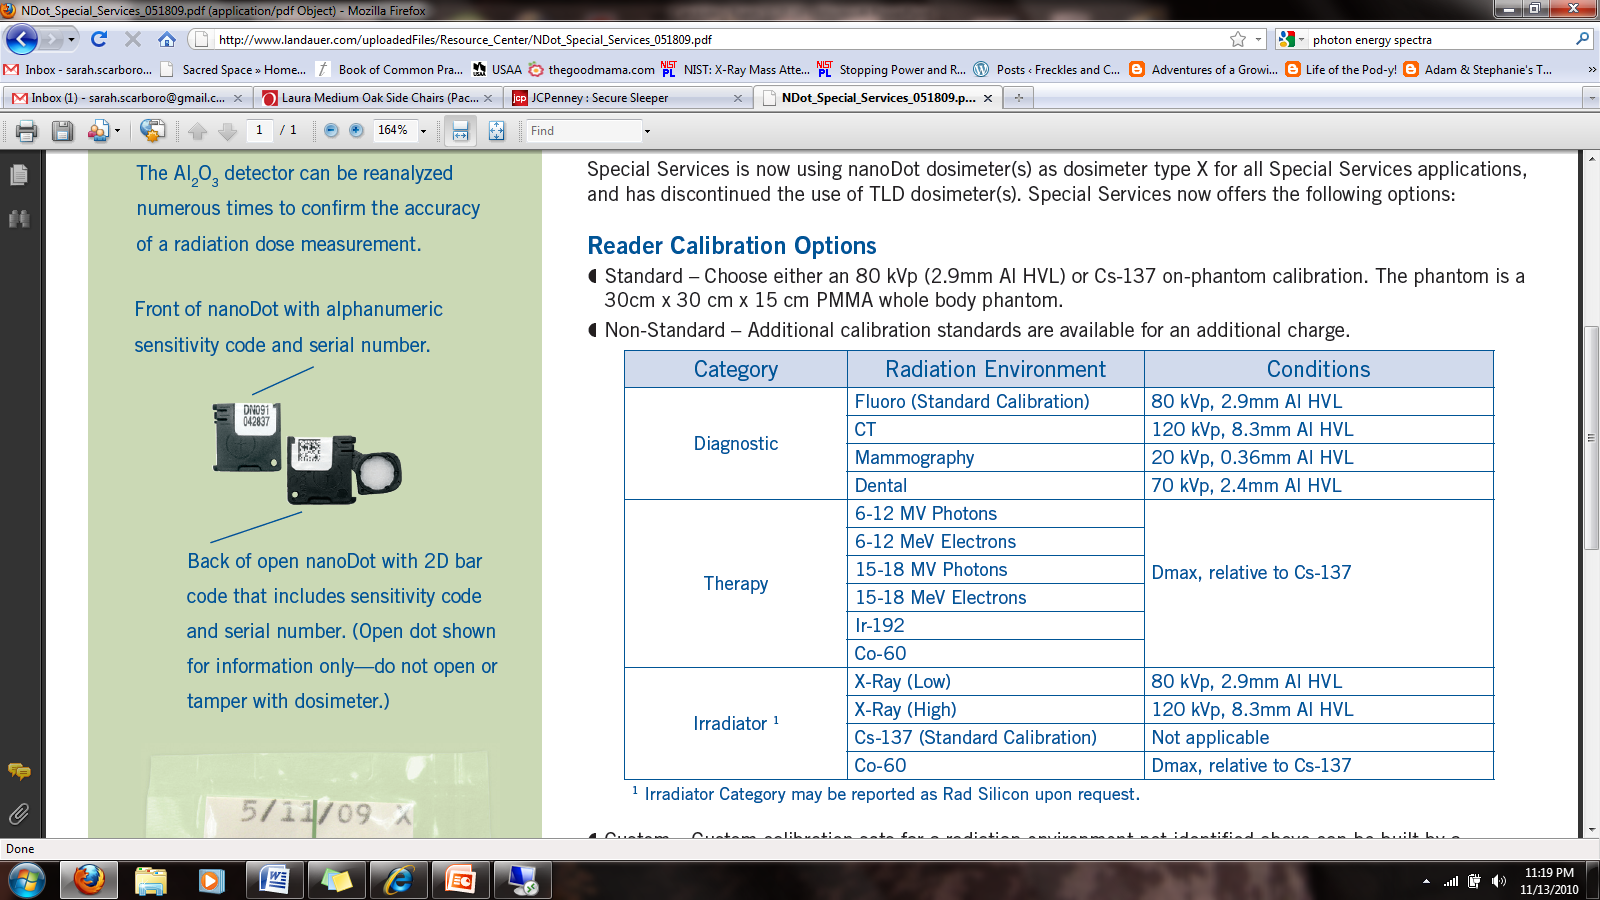 NDot_Special_Services_051809.pdf (application/pdf Object) - Mozilla Firefox
http://www.landauer.com/uploadedFiles/Resource_Center/NDot_Special_Services_051809.pdf
photon energy spectra
Inbox - sarah.scarboro... Sacred Space » Home... Book of Common Pra... USAA thegoodmama.com NIST: X-Ray Mass Atte... Stopping Power and R... Posts ‹ Freckles and C... Adventures of a Growi... Life of the Pod-y! Adam & Stephanie's T... »
Inbox (1) - sarah.scarboro@gmail.c... Laura Medium Oak Side Chairs (Pac... JCPenney : Secure Sleeper NDot_Special_Services_051809.p...
1 / 1 164% Find
The Al2O3 detector can be reanalyzed
numerous times to confirm the accuracy
of a radiation dose measurement.
Front of nanoDot with alphanumeric
sensitivity code and serial number.
DN091
042837
Back of open nanoDot with 2D bar
code that includes sensitivity code
and serial number. (Open dot shown
for information only—do not open or
tamper with dosimeter.)
5/11/09 X
Special Services is now using nanoDot dosimeter(s) as dosimeter type X for all Special Services applications,
and has discontinued the use of TLD dosimeter(s). Special Services now offers the following options:
Reader Calibration Options
Standard – Choose either an 80 kVp (2.9mm Al HVL) or Cs-137 on-phantom calibration. The phantom is a
30cm x 30 cm x 15 cm PMMA whole body phantom.
Non-Standard – Additional calibration standards are available for an additional charge.
Category Radiation Environment Conditions
Diagnostic
Fluoro (Standard Calibration) 80 kVp, 2.9mm Al HVL
CT 120 kVp, 8.3mm Al HVL
Mammography 20 kVp, 0.36mm Al HVL
Dental 70 kVp, 2.4mm Al HVL
Therapy
6-12 MV Photons
6-12 MeV Electrons
15-18 MV Photons
15-18 MeV Electrons
Ir-192
Co-60
Dmax, relative to Cs-137
Irradiator 1
X-Ray (Low) 80 kVp, 2.9mm Al HVL
X-Ray (High) 120 kVp, 8.3mm Al HVL
Cs-137 (Standard Calibration) Not applicable
Co-60 Dmax, relative to Cs-137
1 Irradiator Category may be reported as Rad Silicon upon request.
Custom – Custom calibration sets for a radiation environment not identified above can be built by a
Done
11:19 PM
11/13/2010